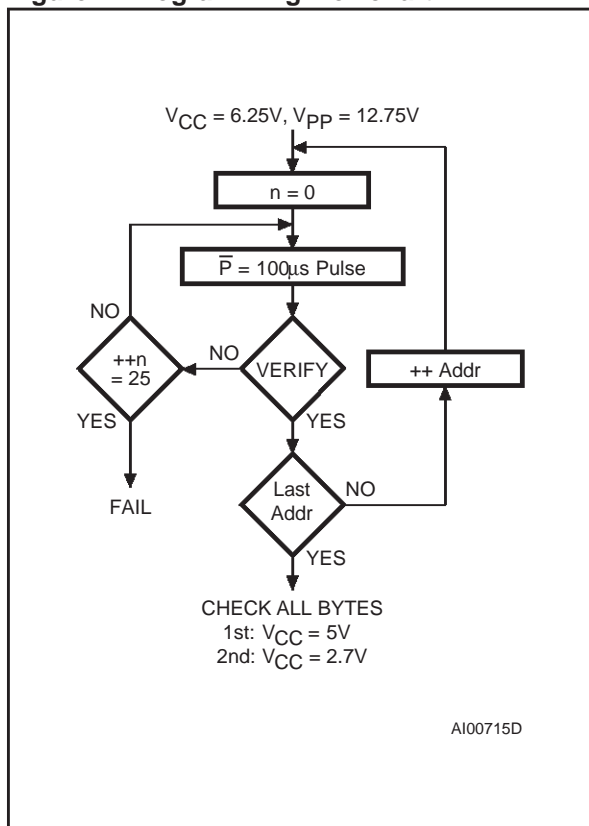 V_CC = 6.25V, V_PP = 12.75V
n = 0
P̅ = 100μs Pulse
NO
++n
= 25
NO
VERIFY
++ Addr
YES
YES
Last
Addr
NO
FAIL
YES
CHECK ALL BYTES
1st: V_CC = 5V
2nd: V_CC = 2.7V
AI00715D